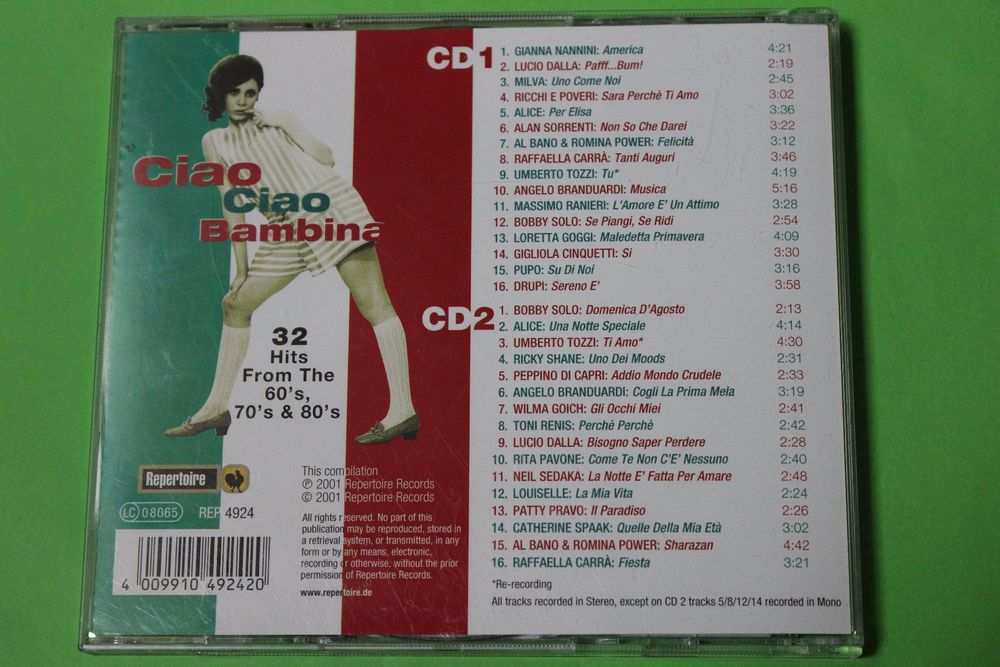 Ciao
Ciao
Bambina
32
Hits
From The
60's,
70's & 80's
Repertoire
LC 08065
REP 4924
4 009910 492420
This compilation
℗ 2001 Repertoire Records
© 2001 Repertoire Records
All rights reserved. No part of this
publication may be reproduced, stored in
a retrieval system, or transmitted, in any
form or by any means, electronic,
recording or otherwise, without the prior
permission of Repertoire Records.
www.repertoire.de
CD1
1. GIANNA NANNINI: America 4:21
2. LUCIO DALLA: Pafff...Bum! 2:19
3. MILVA: Uno Come Noi 2:45
4. RICCHI E POVERI: Sara Perchè Ti Amo 3:02
5. ALICE: Per Elisa 3:36
6. ALAN SORRENTI: Non So Che Darei 3:22
7. AL BANO & ROMINA POWER: Felicità 3:12
8. RAFFAELLA CARRÀ: Tanti Auguri 3:46
9. UMBERTO TOZZI: Tu* 4:19
10. ANGELO BRANDUARDI: Musica 5:16
11. MASSIMO RANIERI: L'Amore E' Un Attimo 3:28
12. BOBBY SOLO: Se Piangi, Se Ridi 2:54
13. LORETTA GOGGI: Maledetta Primavera 4:09
14. GIGLIOLA CINQUETTI: Si 3:30
15. PUPO: Su Di Noi 3:16
16. DRUPI: Sereno E' 3:58
CD2
1. BOBBY SOLO: Domenica D'Agosto 2:13
2. ALICE: Una Notte Speciale 4:14
3. UMBERTO TOZZI: Ti Amo* 4:30
4. RICKY SHANE: Uno Dei Moods 2:31
5. PEPPINO DI CAPRI: Addio Mondo Crudele 2:33
6. ANGELO BRANDUARDI: Cogli La Prima Mela 3:19
7. WILMA GOICH: Gli Occhi Miei 2:41
8. TONI RENIS: Perchè Perchè 2:42
9. LUCIO DALLA: Bisogno Saper Perdere 2:28
10. RITA PAVONE: Come Te Non C'E' Nessuno 2:40
11. NEIL SEDAKA: La Notte E' Fatta Per Amare 2:48
12. LOUISELLE: La Mia Vita 2:24
13. PATTY PRAVO: Il Paradiso 2:26
14. CATHERINE SPAAK: Quelle Della Mia Età 3:02
15. AL BANO & ROMINA POWER: Sharazan 4:42
16. RAFFAELLA CARRÀ: Fiesta 3:21
*Re-recording
All tracks recorded in Stereo, except on CD 2 tracks 5/8/12/14 recorded in Mono